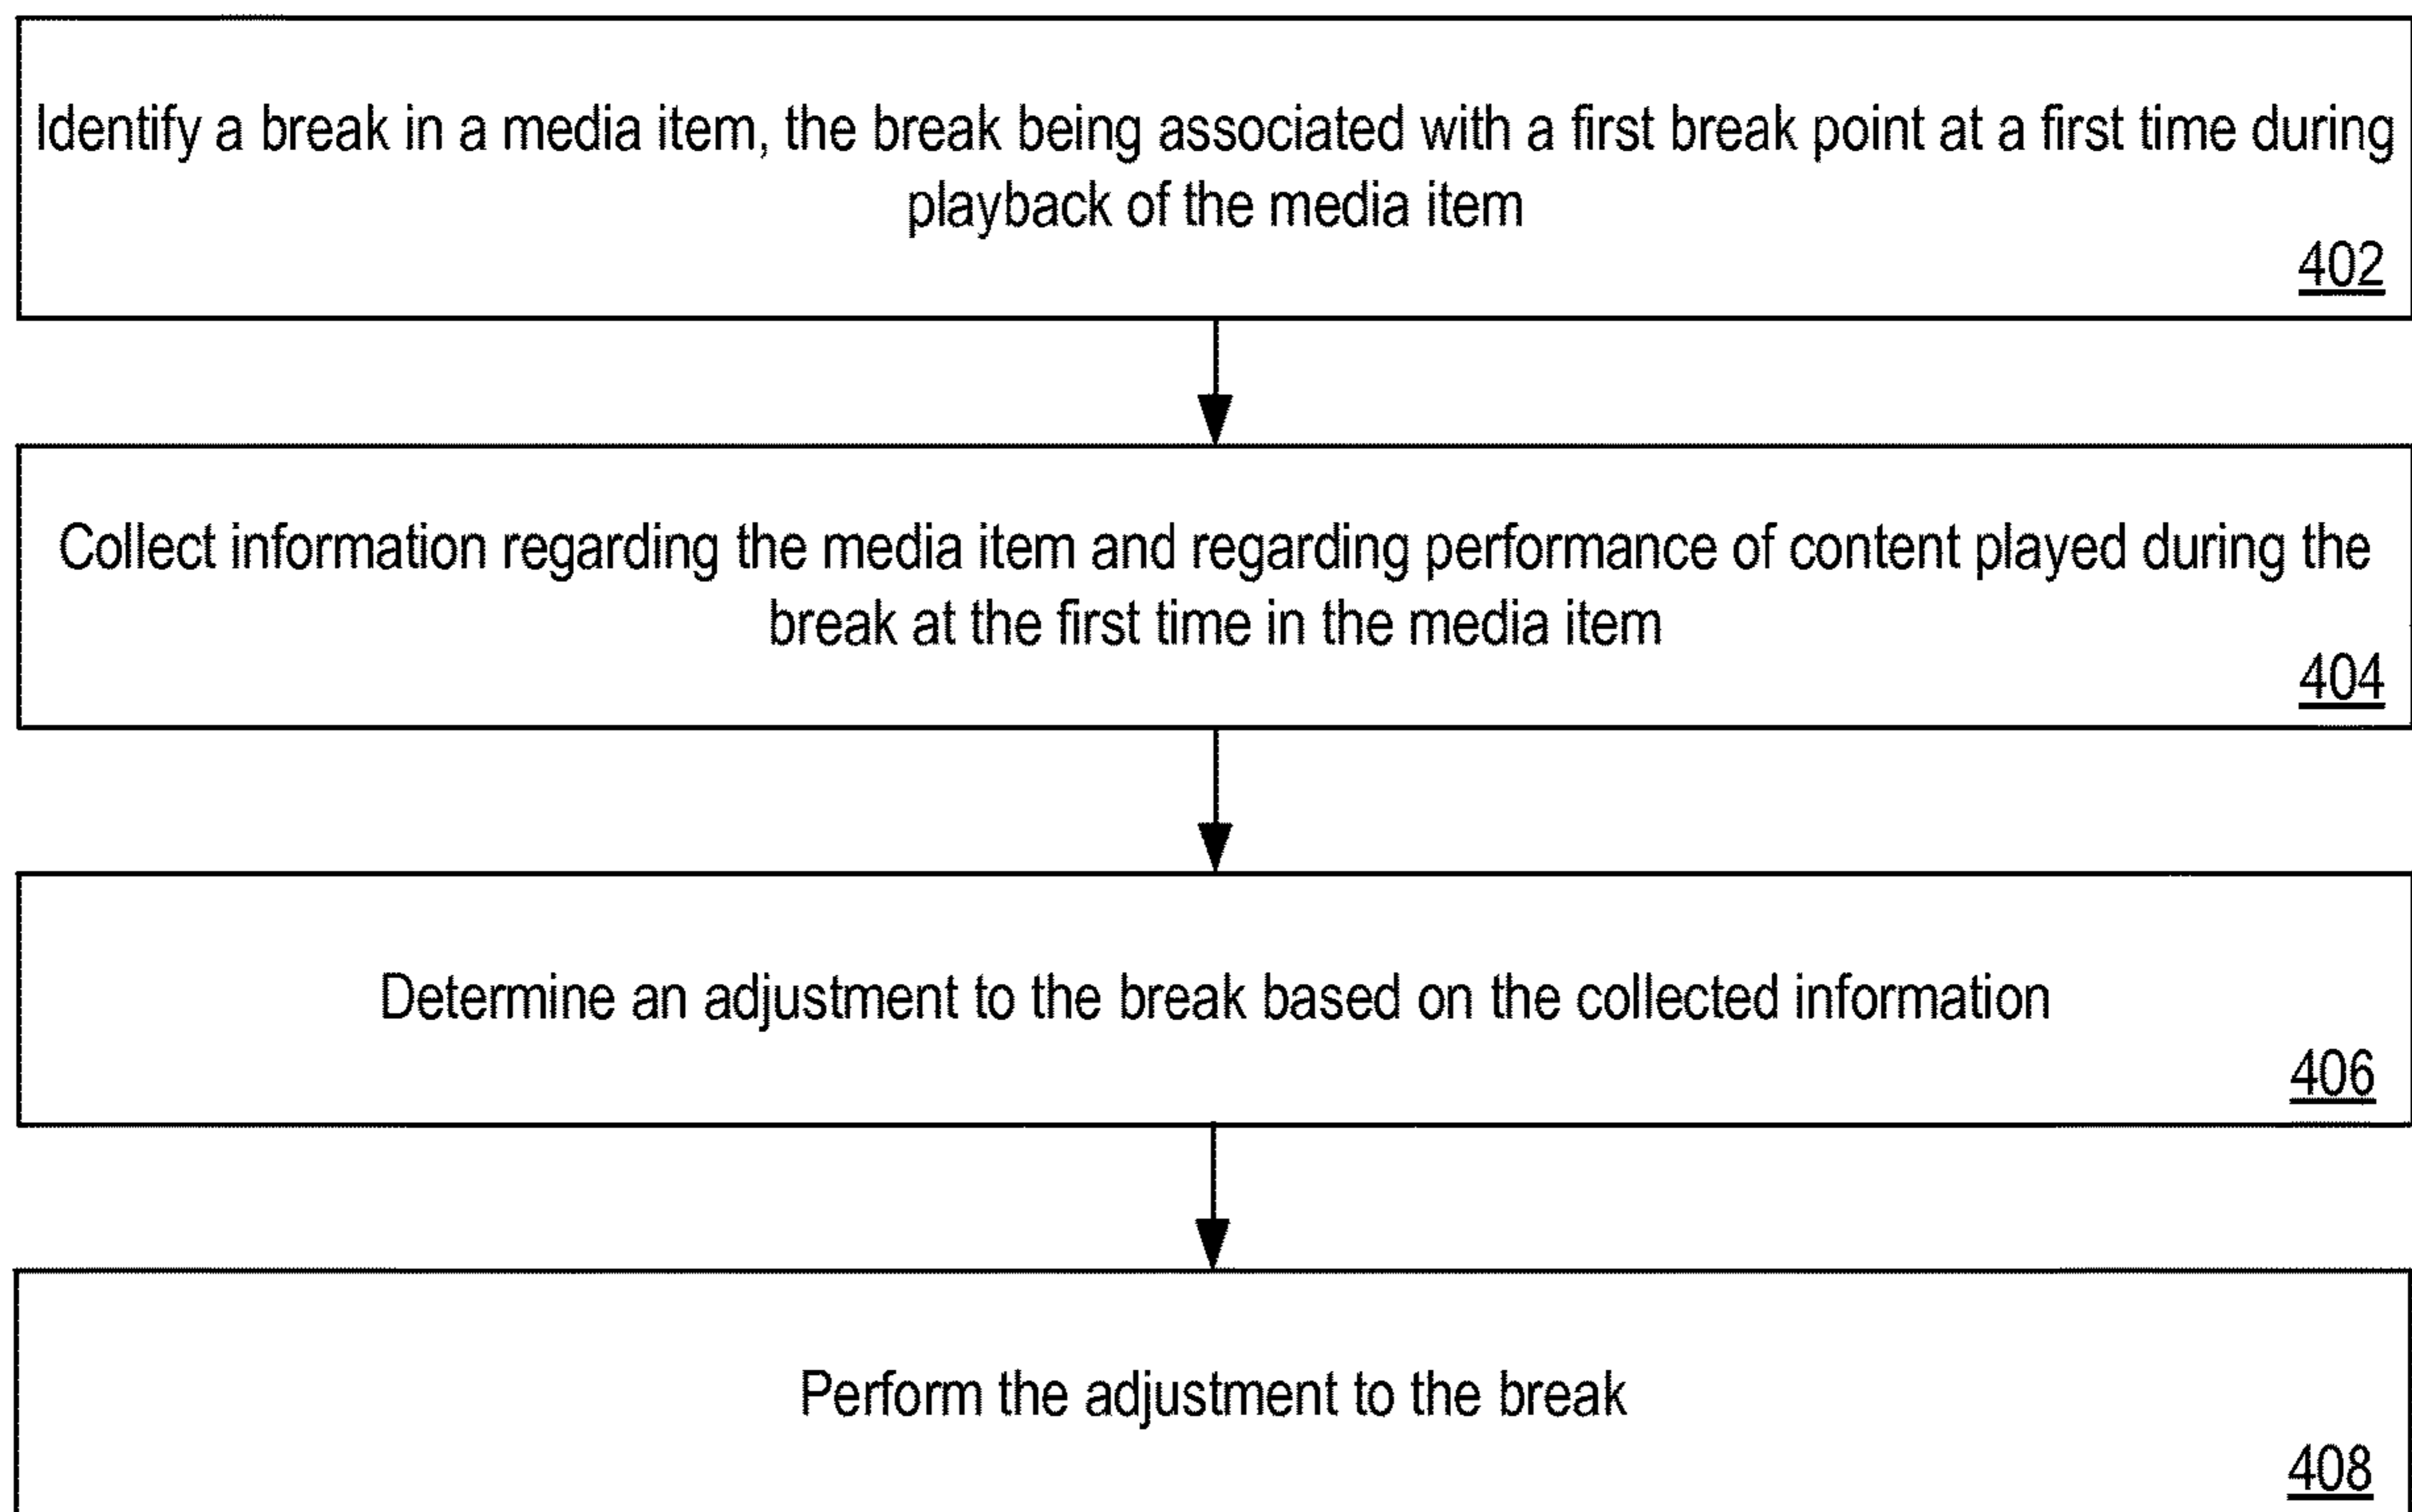 Identify a break in a media item, the break being associated with a first break point at a first time during
playback of the media item
402
Collect information regarding the media item and regarding performance of content played during the
break at the first time in the media item
404
Determine an adjustment to the break based on the collected information
406
Perform the adjustment to the break
408